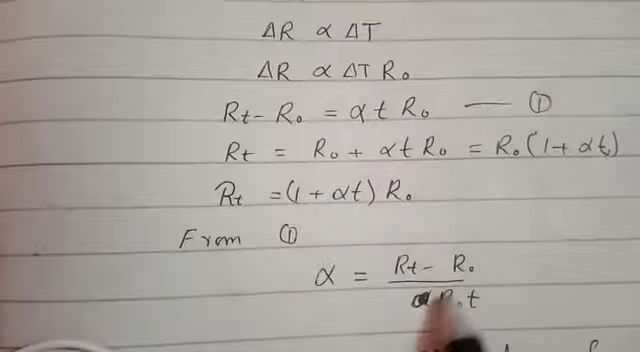 ΔR ∝ ΔT
ΔR ∝ ΔT R₀
Rt - R₀ = αt R₀ — ①
Rt = R₀ + αt R₀ = R₀(1 + αt)
Rt = (1 + αt) R₀
From ①
α = Rt - R₀
R₀t